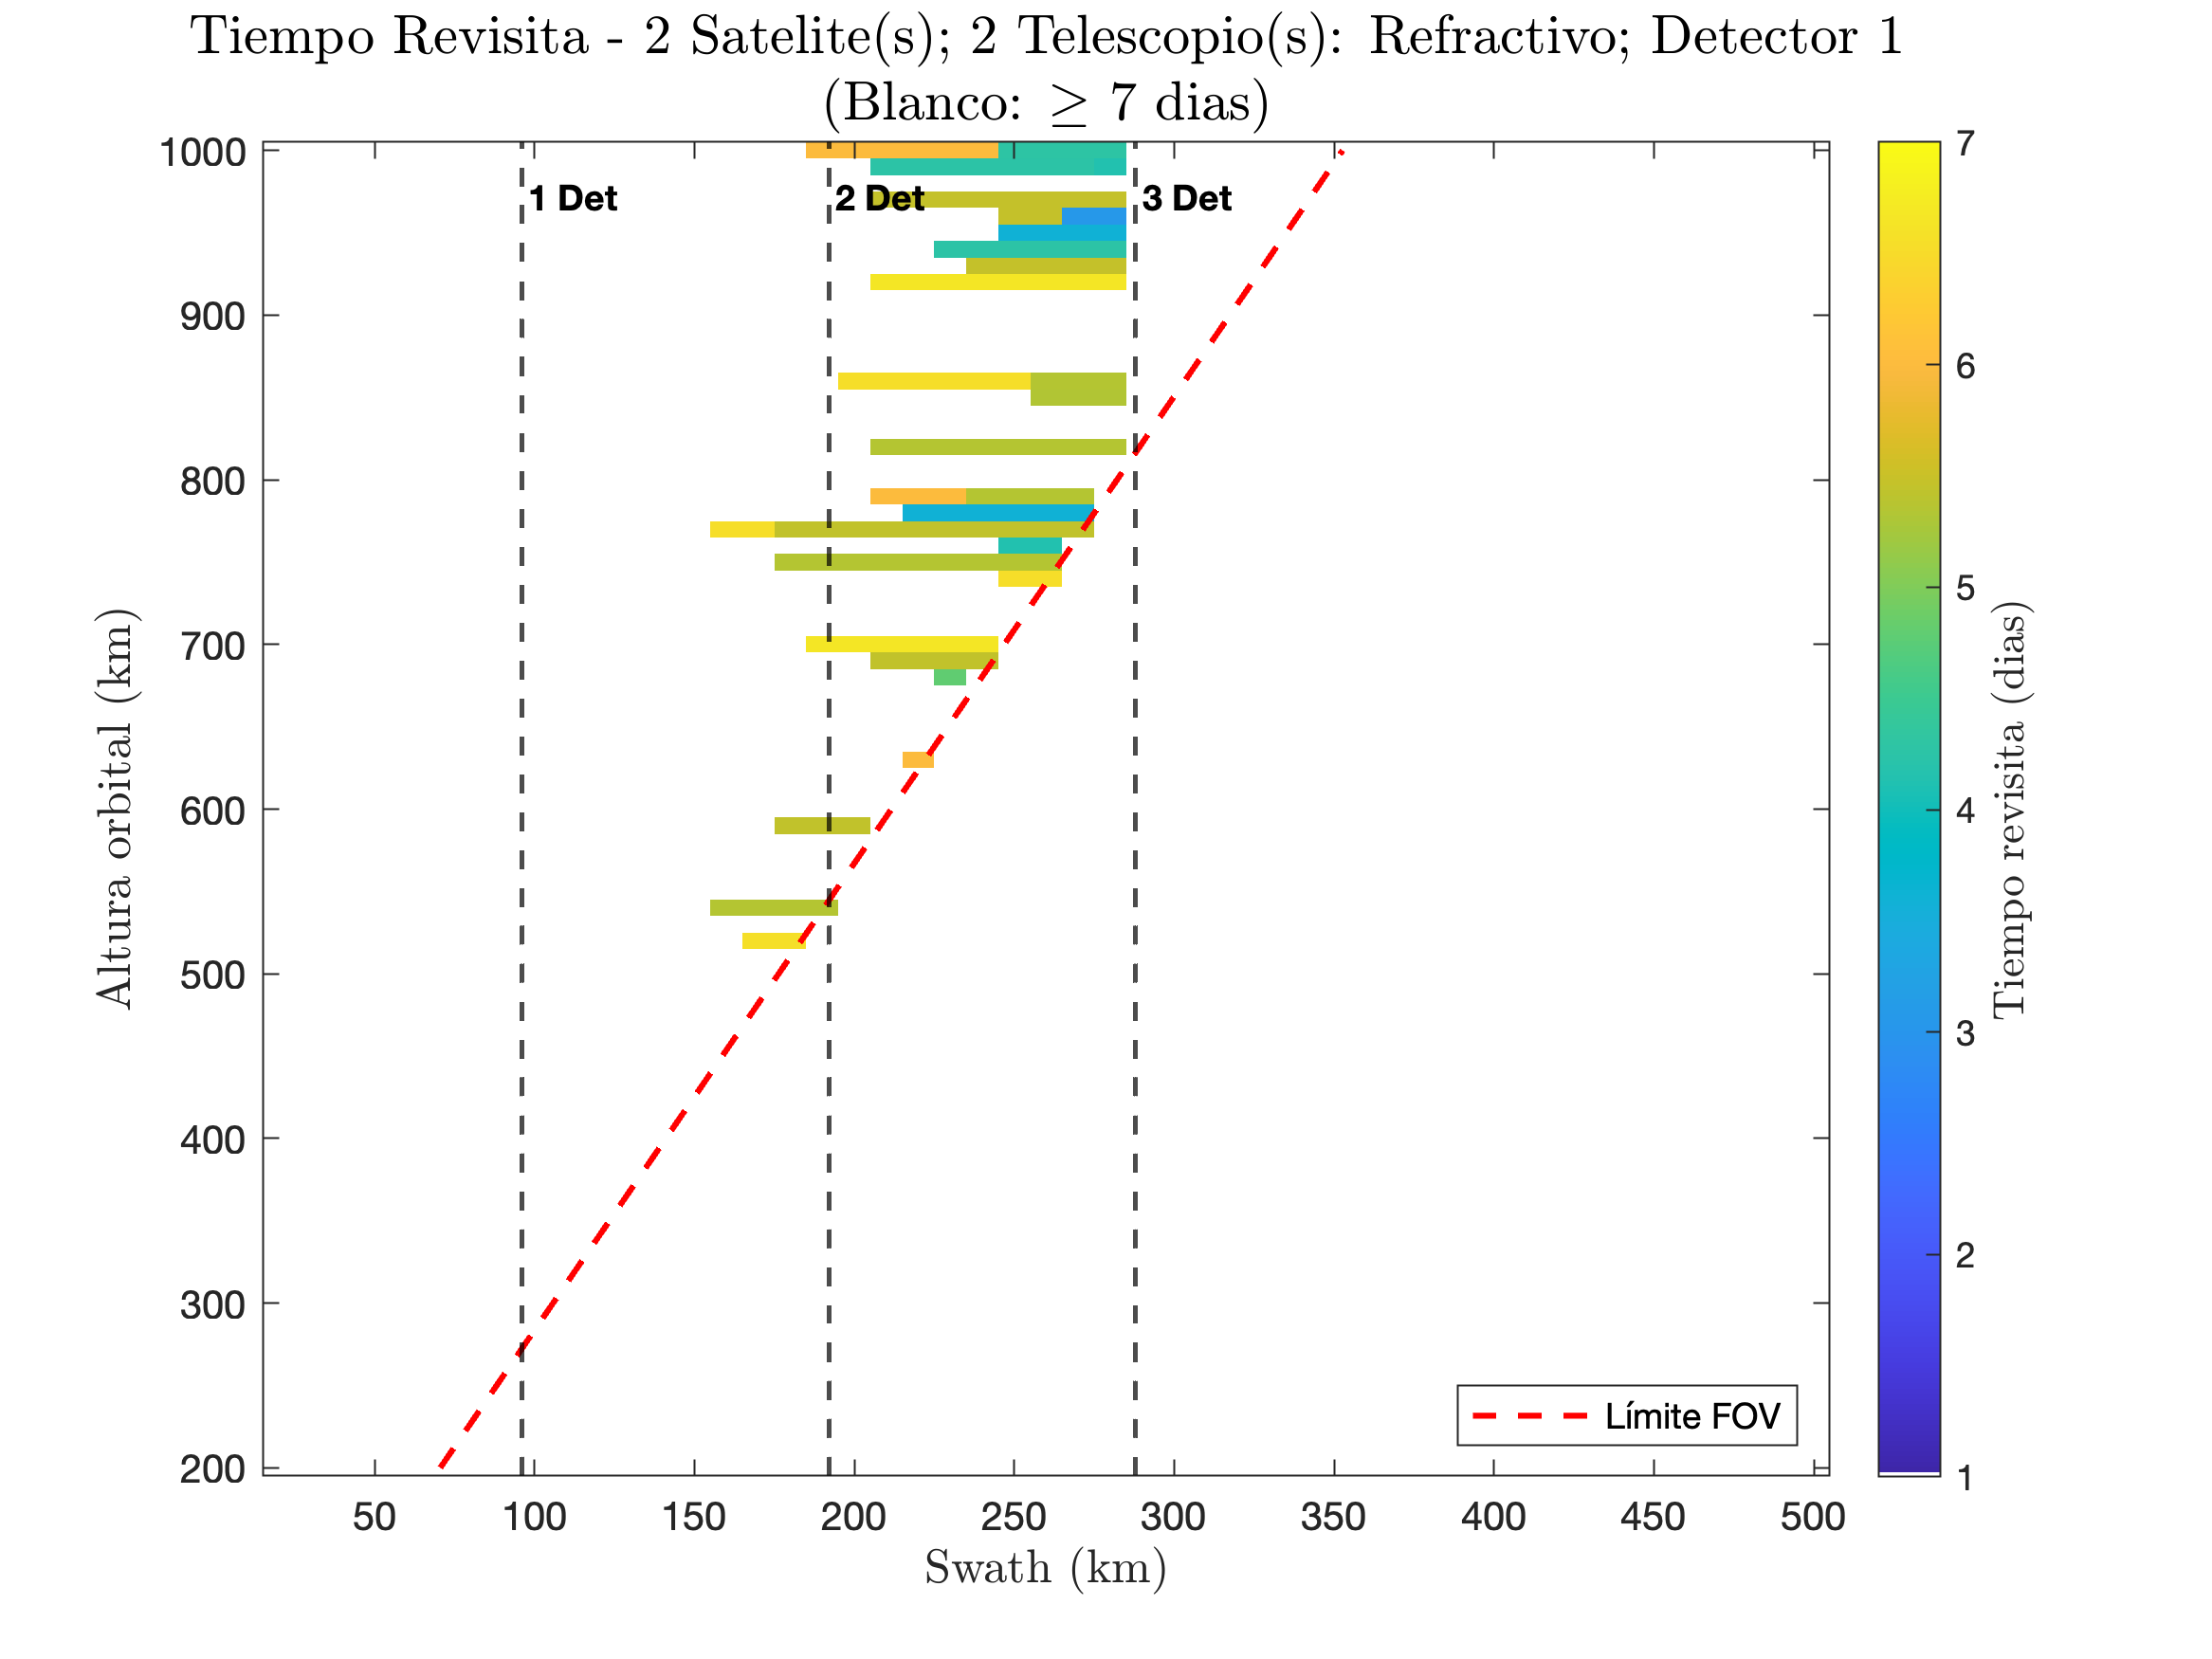 Tiempo Revisita - 2 Satelite(s); 2 Telescopio(s): Refractivo; Detector 1
(Blanco: ≥ 7 dias)
1000
900
800
700
600
500
400
300
200
Altura orbital (km)
1 Det
2 Det
3 Det
Límite FOV
50 100 150 200 250 300 350 400 450 500
Swath (km)
7
6
5
4
3
2
1
Tiempo revisita (dias)